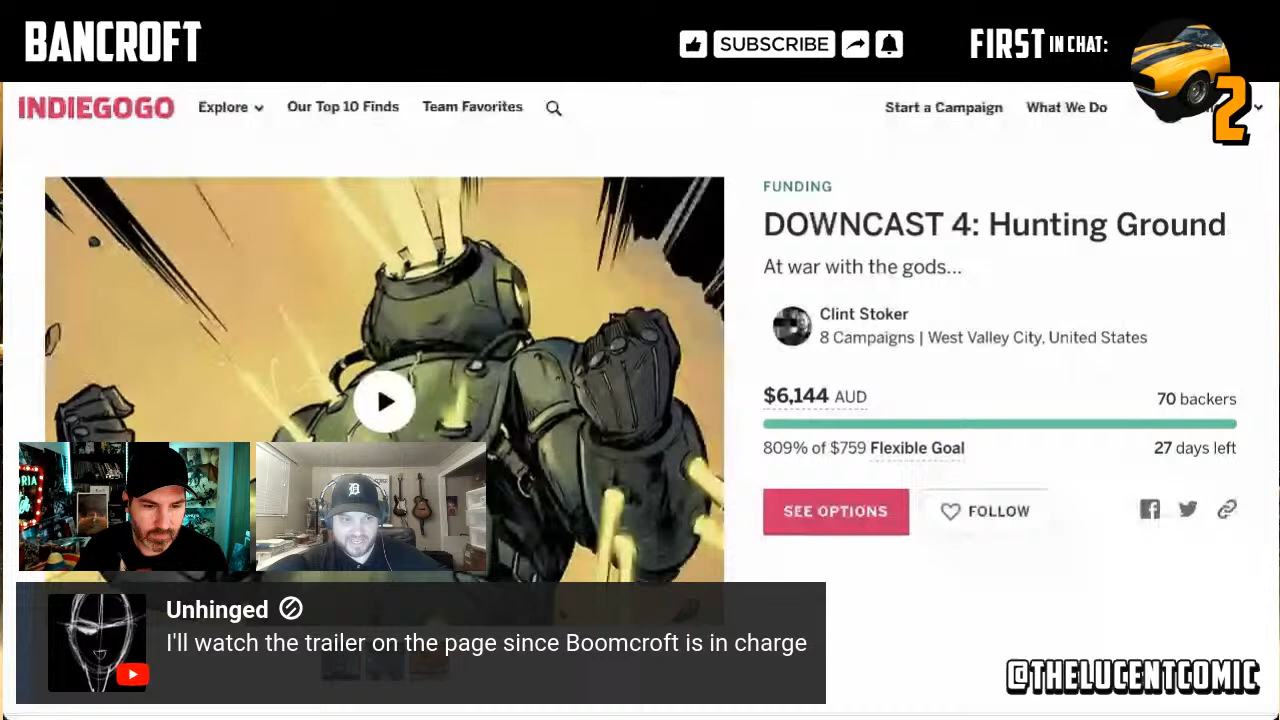 BANCROFT
SUBSCRIBE
FIRST IN CHAT:
2
INDIEGOGO
Explore
Our Top 10 Finds
Team Favorites
Start a Campaign
What We Do
FUNDING
DOWNCAST 4: Hunting Ground
At war with the gods...
Clint Stoker
8 Campaigns | West Valley City, United States
$6,144 AUD
70 backers
809% of $759 Flexible Goal
27 days left
SEE OPTIONS
FOLLOW
Unhinged
I'll watch the trailer on the page since Boomcroft is in charge
@THELUCENTCOMIC